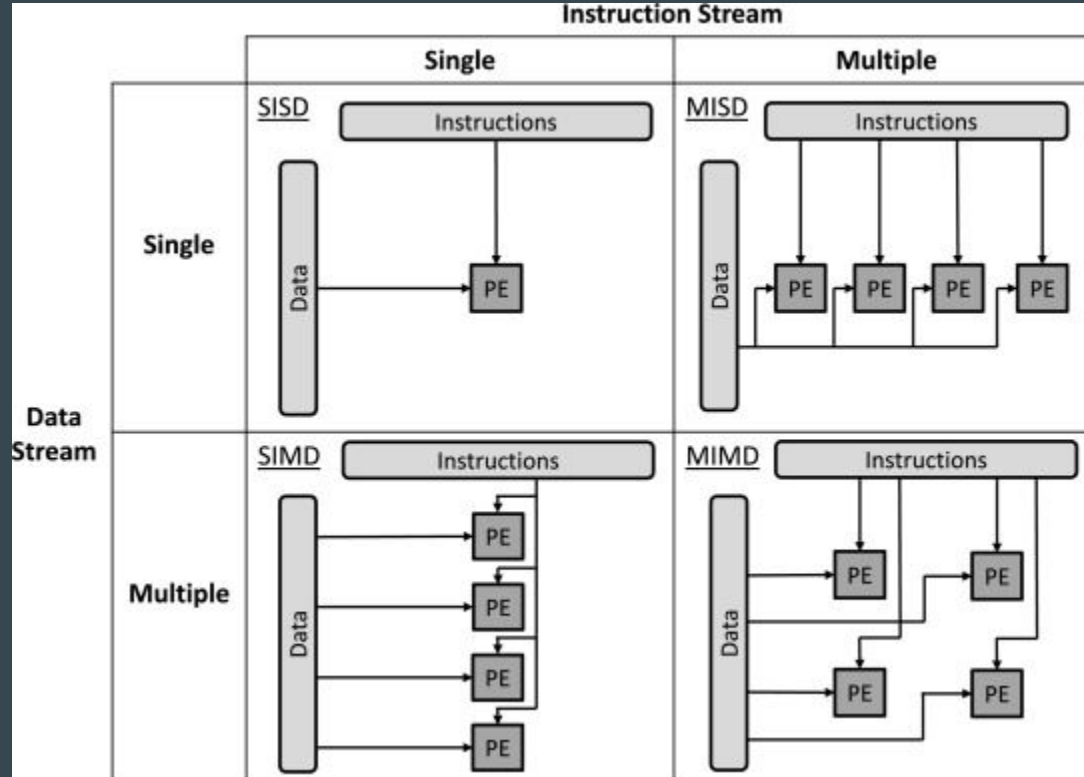 Instruction Stream
Single
Multiple
Data
Stream
Single
SISD
Instructions
Data
PE
MISD
Instructions
Data
PE
PE
PE
PE
Multiple
SIMD
Instructions
Data
PE
PE
PE
PE
MIMD
Instructions
Data
PE
PE
PE
PE